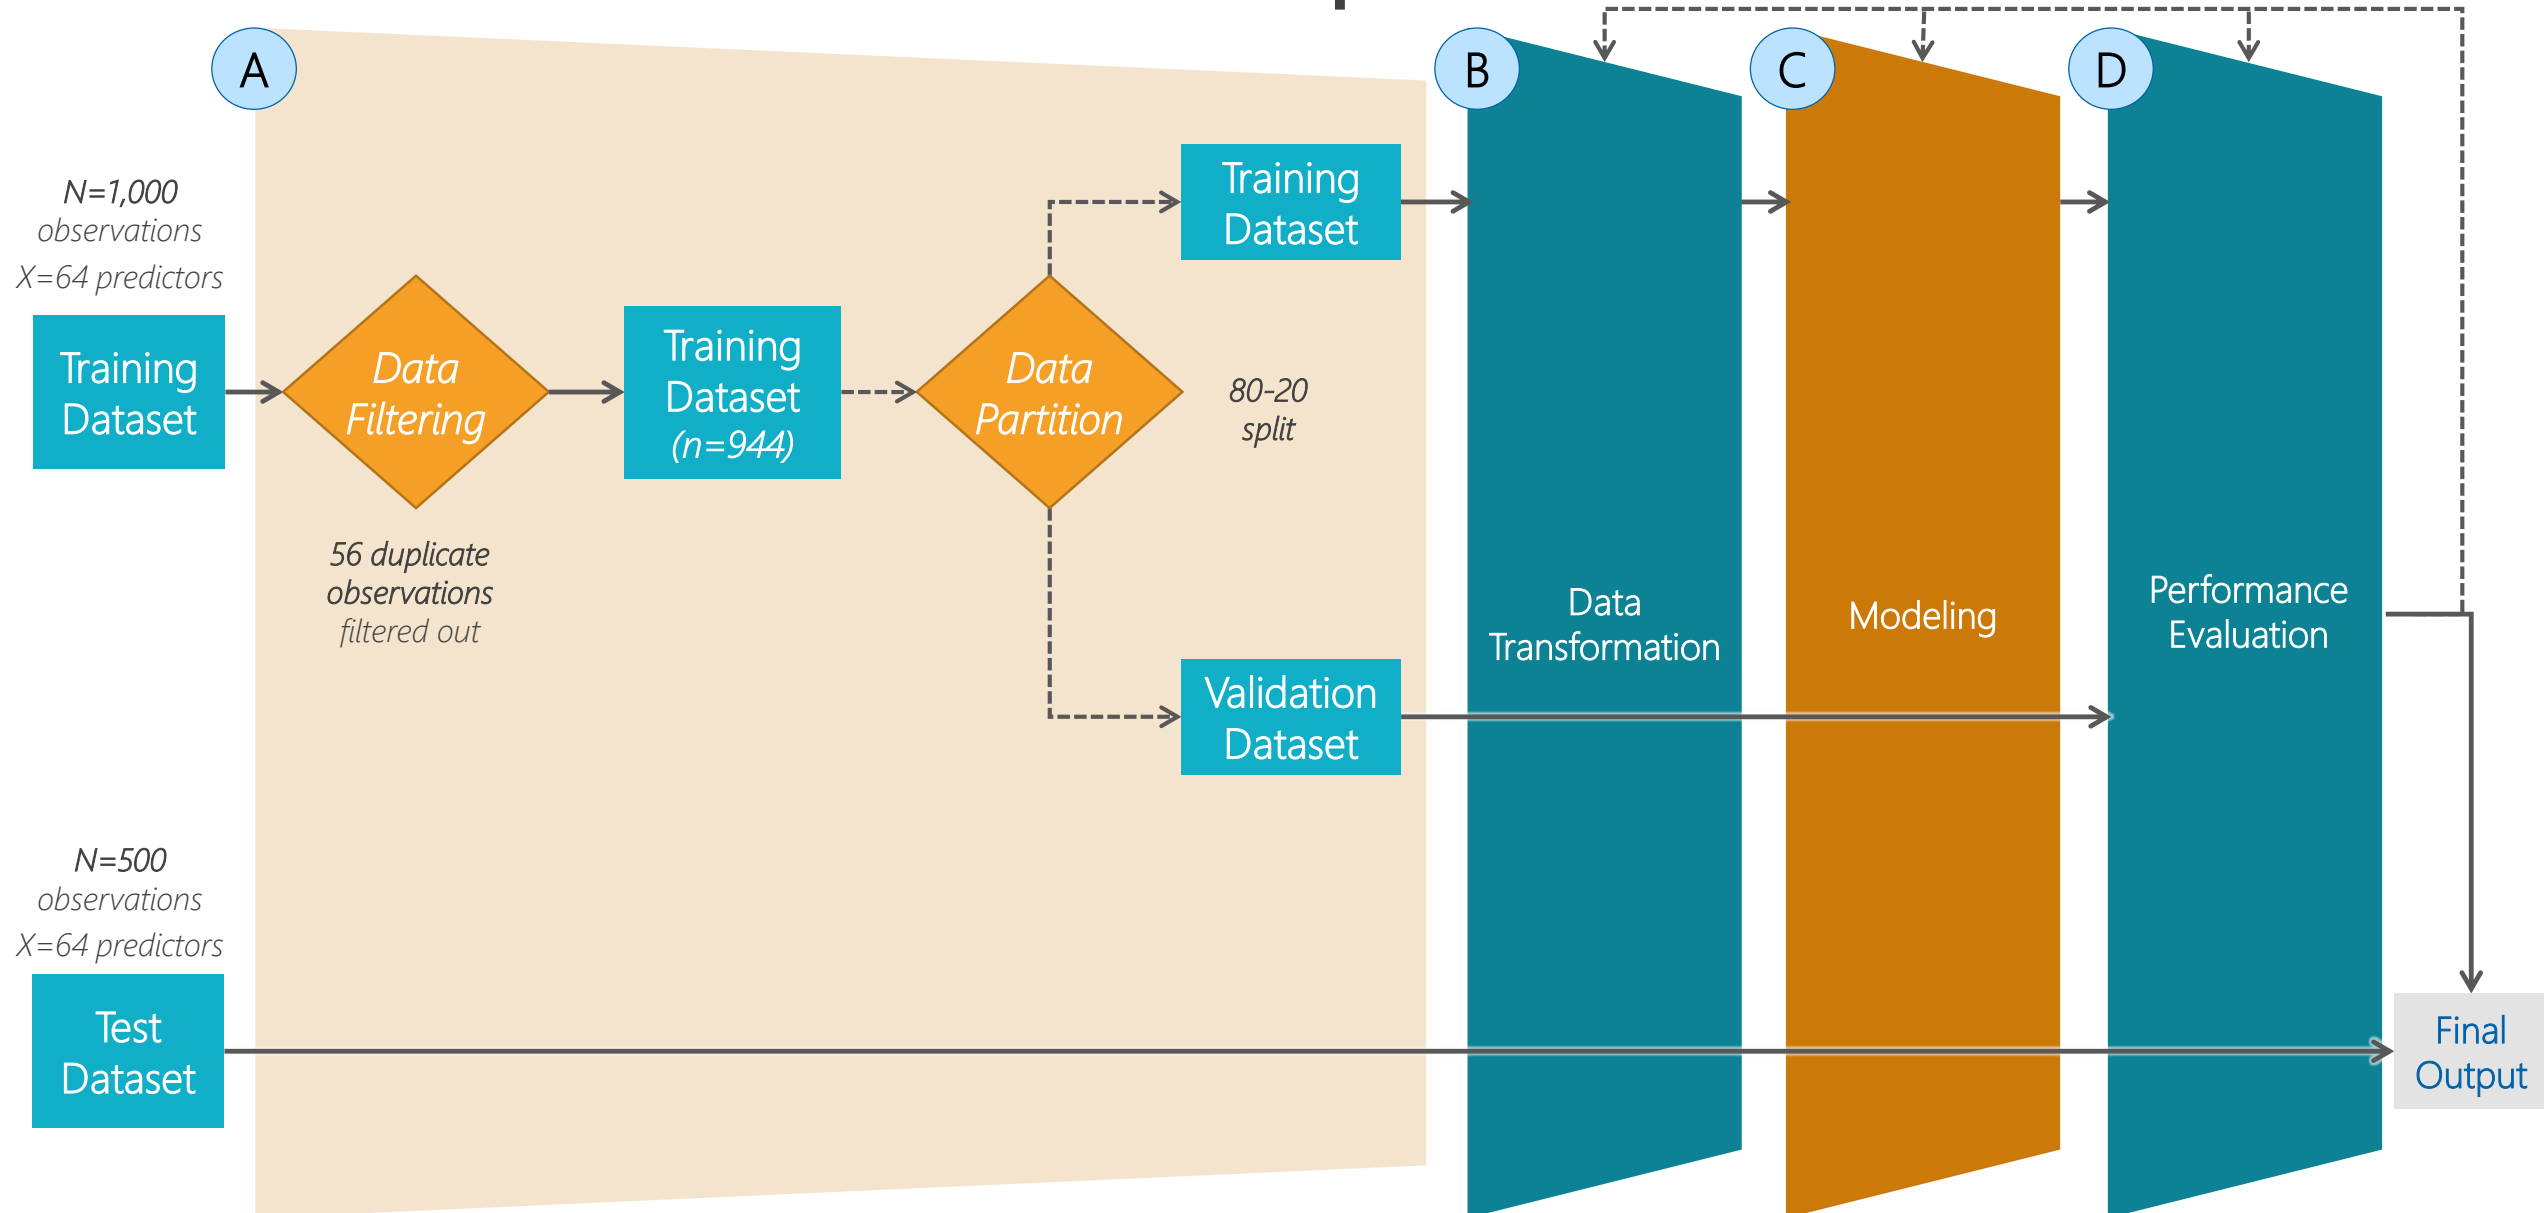 A
B
C
D
N=1,000
observations
X=64 predictors
Training
Dataset
Data
Filtering
56 duplicate
observations
filtered out
Training
Dataset
(n=944)
Data
Partition
80-20
split
Training
Dataset
Validation
Dataset
Data
Transformation
Modeling
Performance
Evaluation
N=500
observations
X=64 predictors
Test
Dataset
Final
Output